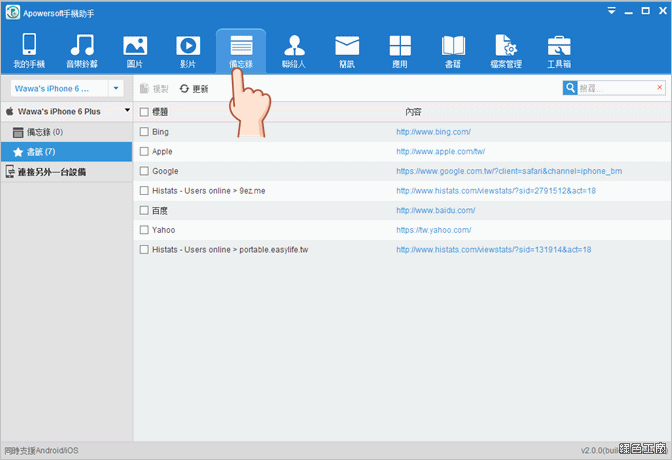 Apowersoft手機助手
我的手機 音樂鈴聲 圖片 影片 備忘錄 聯絡人 簡訊 應用 書籍 檔案管理 工具箱
Wawa's iPhone 6 ... 複製 更新 搜尋...
Wawa's iPhone 6 Plus 標題 內容
備忘錄 (0) Bing http://www.bing.com/
書籤 (7) Apple http://www.apple.com/tw/
連接另外一台設備 Google https://www.google.com.tw/?client=safari&channel=iphone_bm
Histats - Users online > 9ez.me http://www.histats.com/viewstats/?sid=2791512&act=18
百度 http://www.baidu.com/
Yahoo https://tw.yahoo.com/
Histats - Users online > portable.easylife.tw http://www.histats.com/viewstats/?sid=131914&act=18
同時支援Android/iOS v2.0.0(bui 綠色工廠